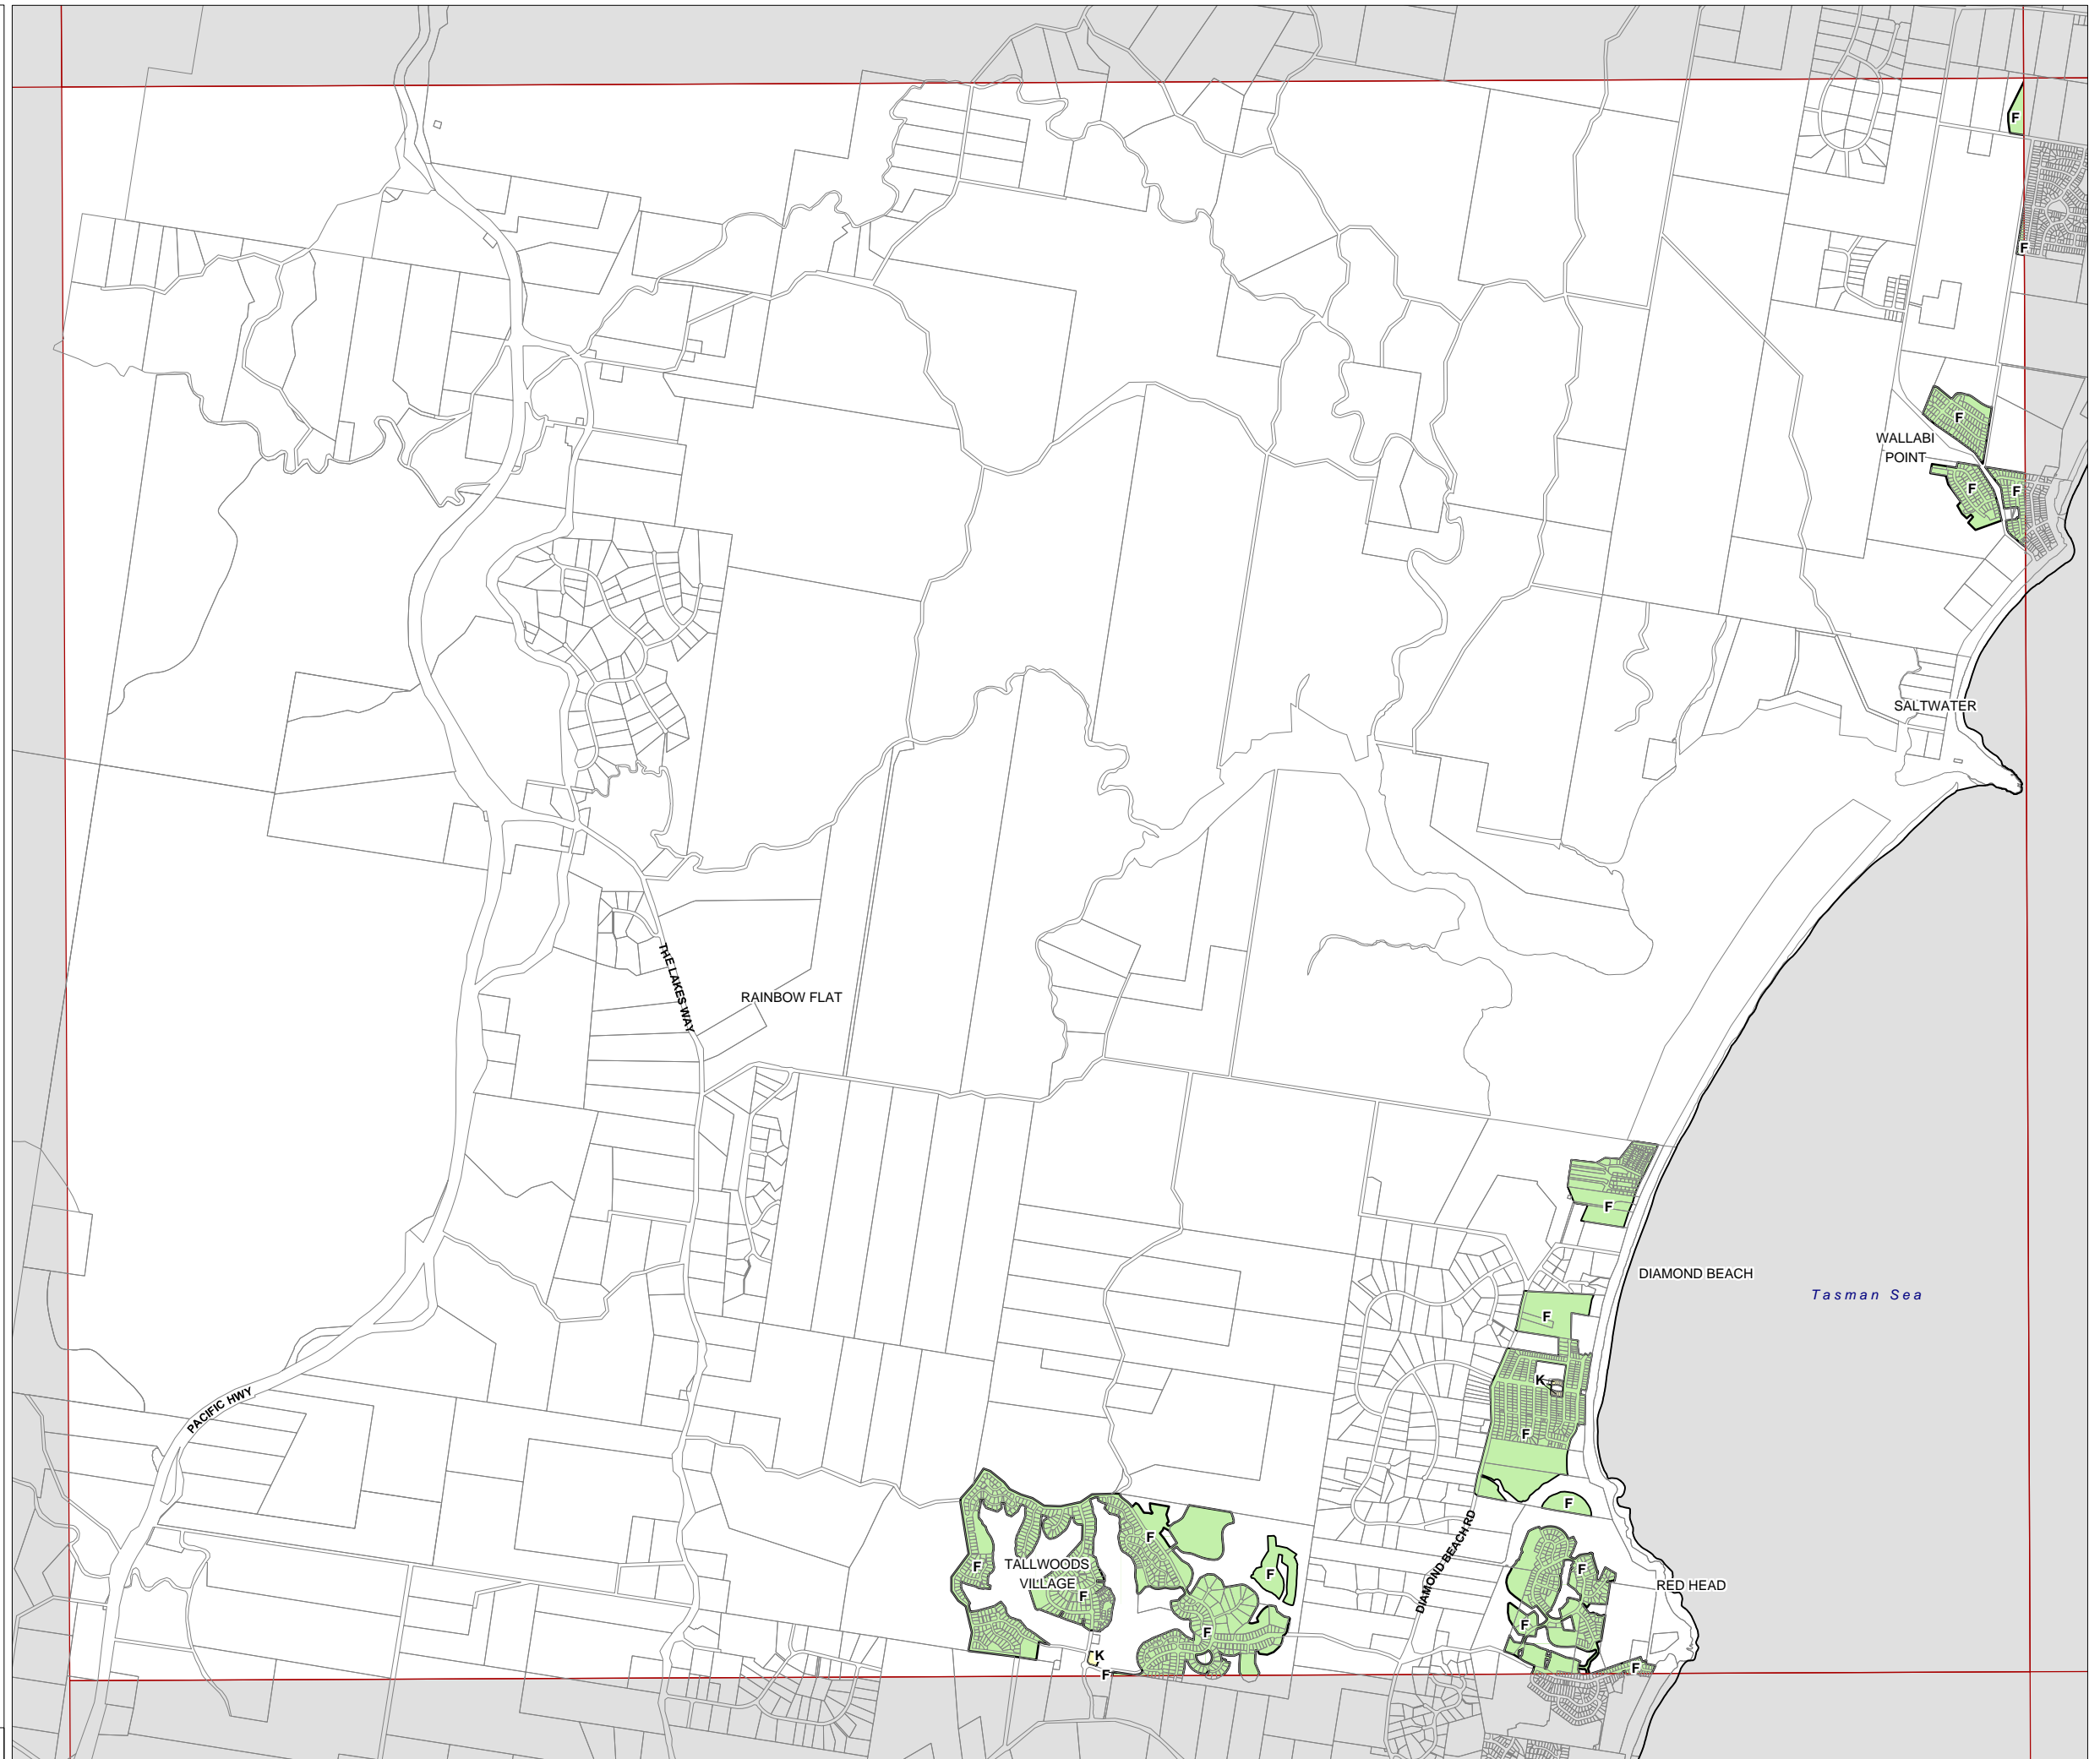 F
F
F
WALLABI
POINT
F
F
SALTWATER
THE LAKES WAY
RAINBOW FLAT
F
DIAMOND BEACH
Tasman Sea
F
K
PACIFIC HWY
F
F
DIAMOND BEACH RD
F
TALLWOODS
VILLAGE
F
F
F
F
RED HEAD
F
F
F
K
F
F